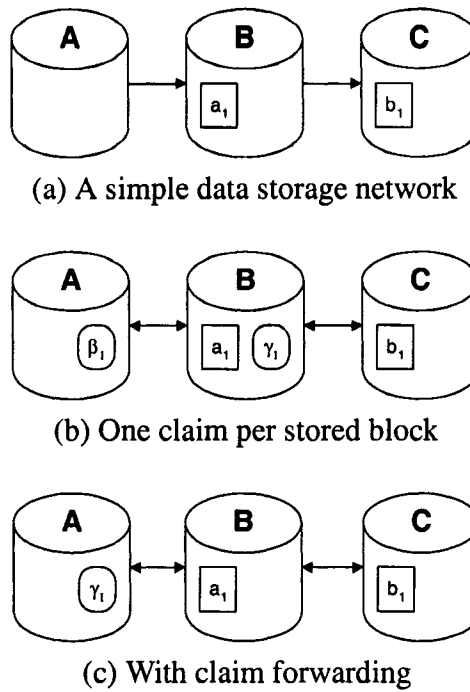 A B C
a₁ b₁
(a) A simple data storage network
A B C
β₁ a₁ γ₁ b₁
(b) One claim per stored block
A B C
γ₁ a₁ b₁
(c) With claim forwarding